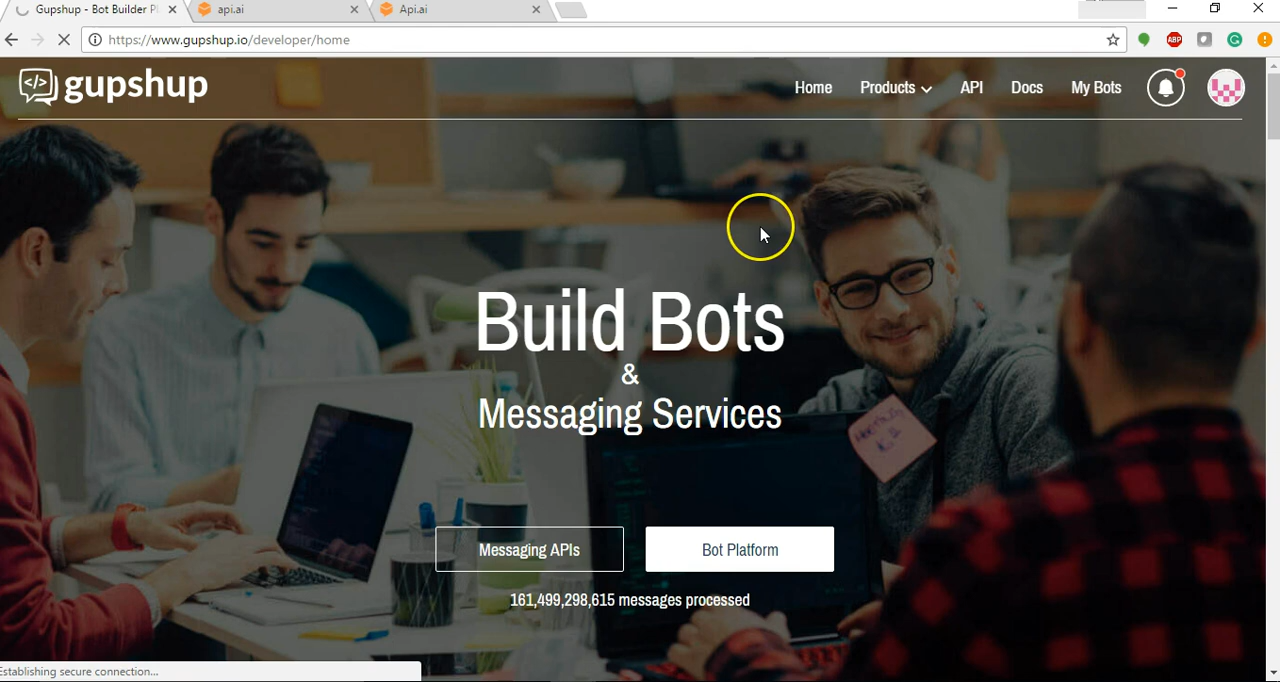 Gupshup - Bot Builder Pl
api.ai
Api.ai
https://www.gupshup.io/developer/home
ABP
gupshup
Home
Products
API
Docs
My Bots
Build Bots
&
Messaging Services
Messaging APIs
Bot Platform
161,499,298,615 messages processed
Establishing secure connection...